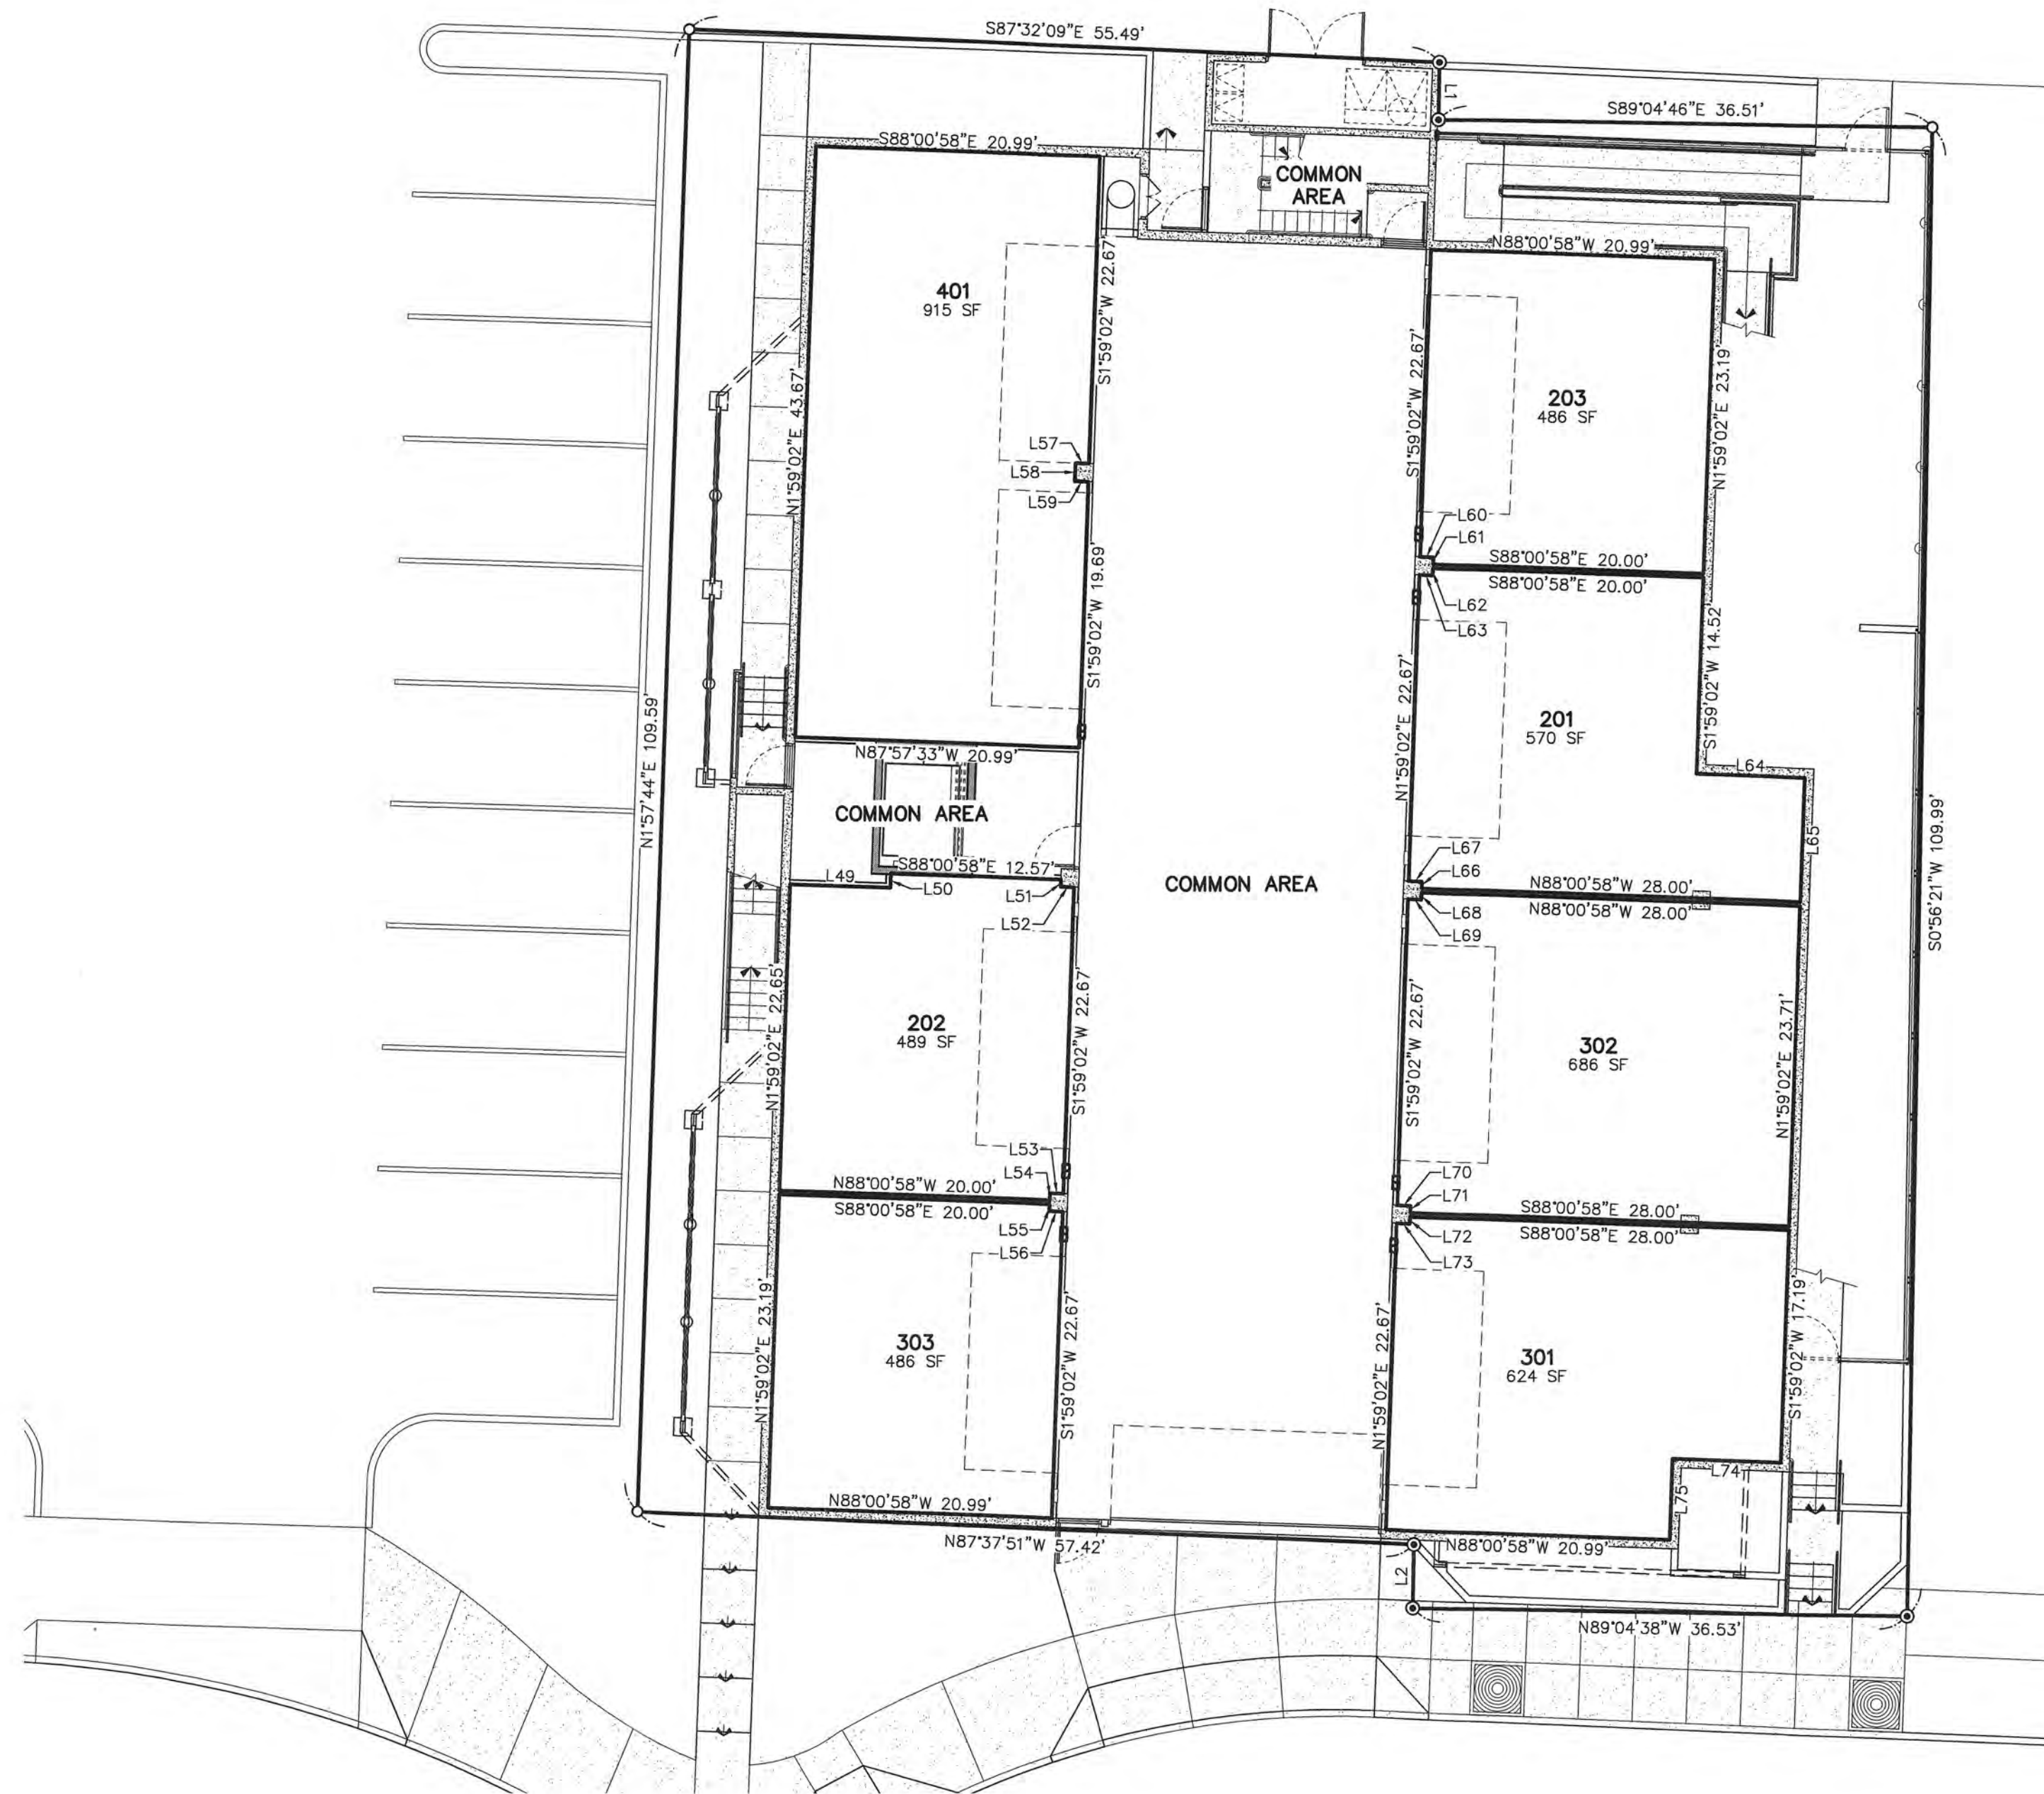 S87°32'09"E 55.49'
L1
S89°04'46"E 36.51'
S88°00'58"E 20.99'
COMMON
AREA
N88°00'58"W 20.99'
401
915 SF
S1°59'02"W 22.67'
S1°59'02"W 22.67'
203
486 SF
N1°59'02"E 23.19'
N1°59'02"E 43.67'
L57
L58
L59
L60
L61
S88°00'58"E 20.00'
S88°00'58"E 20.00'
L62
L63
S1°59'02"W 19.69'
N1°59'02"E 22.67'
201
570 SF
S1°59'02"W 14.52'
L64
N1°57'44"E 109.59'
N87°57'33"W 20.99'
COMMON AREA
L65
S0°56'21"W 109.99'
S88°00'58"E 12.57'
L49
L50
L51
L52
COMMON AREA
L67
L66
N88°00'58"W 28.00'
N88°00'58"W 28.00'
L68
L69
N1°59'02"E 22.65'
202
489 SF
S1°59'02"W 22.67'
S1°59'02"W 22.67'
302
686 SF
N1°59'02"E 23.71'
L53
L54
N88°00'58"W 20.00'
S88°00'58"E 20.00'
L55
L56
L70
L71
S88°00'58"E 28.00'
S88°00'58"E 28.00'
L72
L73
N1°59'02"E 23.19'
303
486 SF
S1°59'02"W 22.67'
N1°59'02"E 22.67'
301
624 SF
S1°59'02"W 17.19'
L74
L75
N88°00'58"W 20.99'
N87°37'51"W 57.42'
N88°00'58"W 20.99'
L2
N89°04'38"W 36.53'